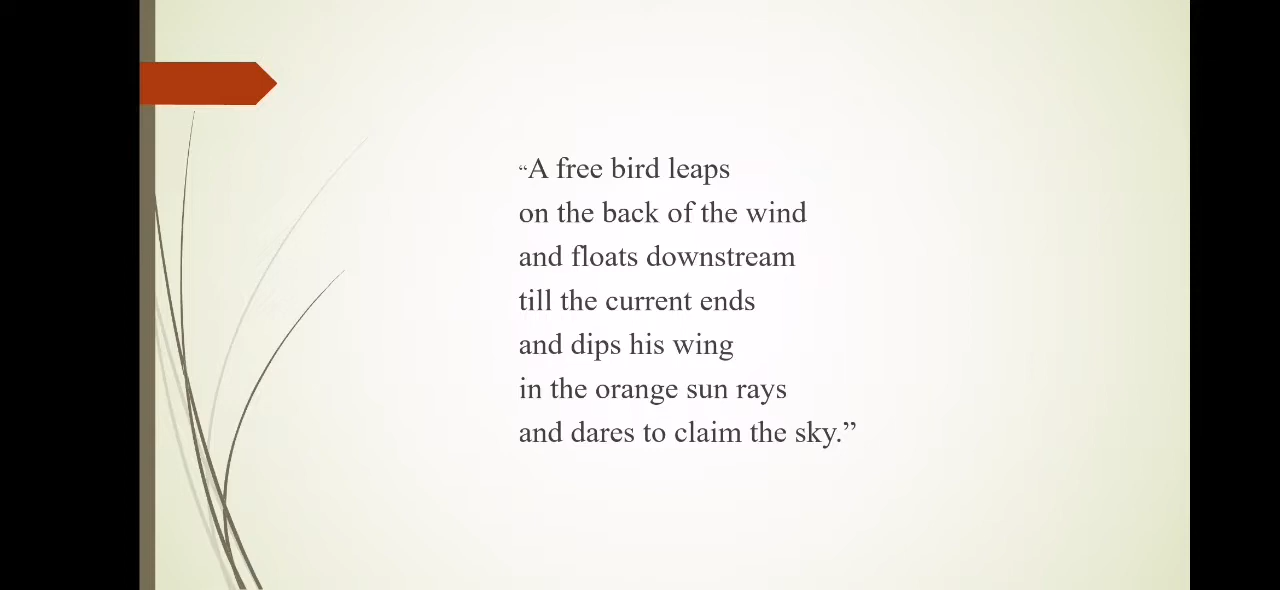 “A free bird leaps
on the back of the wind
and floats downstream
till the current ends
and dips his wing
in the orange sun rays
and dares to claim the sky.”